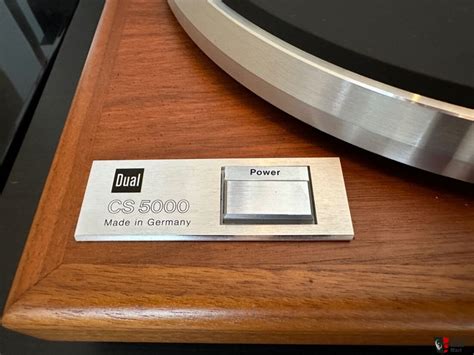 Dual
CS 5000
Made in Germany
Power